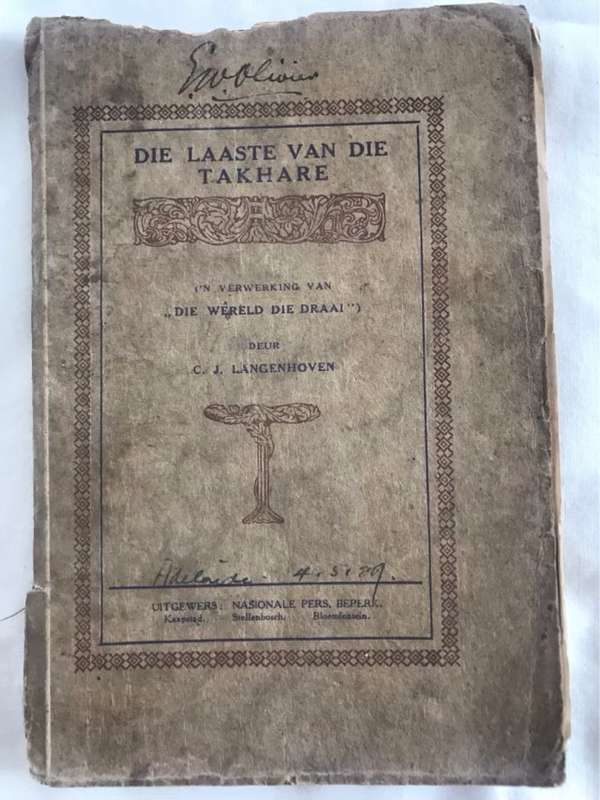 E.W. Olivier
DIE LAASTE VAN DIE
TAKHARE
('N VERWERKING VAN
„DIE WÊRELD DIE DRAAI")
DEUR
C. J. LANGENHOVEN
Adelaide. 4.3.29.
UITGEWERS: NASIONALE PERS, BEPERK,
Kaapstad. Stellenbosch. Bloemfontein.